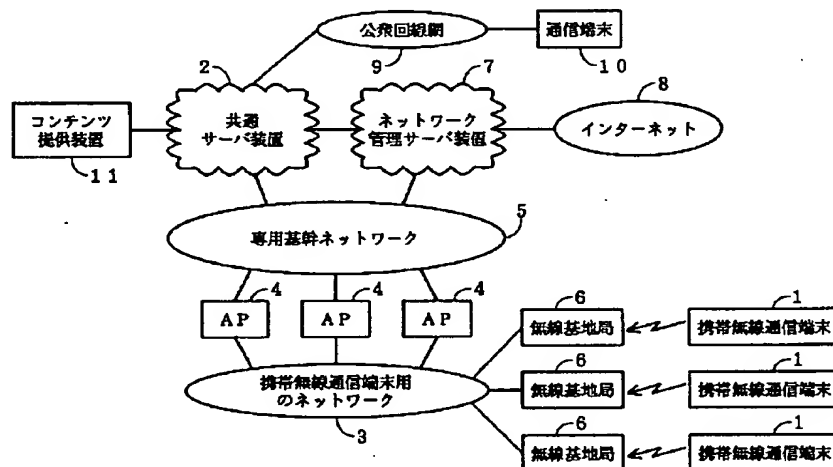 公衆回線網
9
通信端末
10
2
7
8
コンテンツ
提供装置
11
共通
サーバ装置
ネットワーク
管理サーバ装置
インターネット
5
専用基幹ネットワーク
4
4
4
AP
AP
AP
6
1
無線基地局
携帯無線通信端末
6
1
無線基地局
携帯無線通信端末
6
1
無線基地局
携帯無線通信端末
携帯無線通信端末用
のネットワーク
3